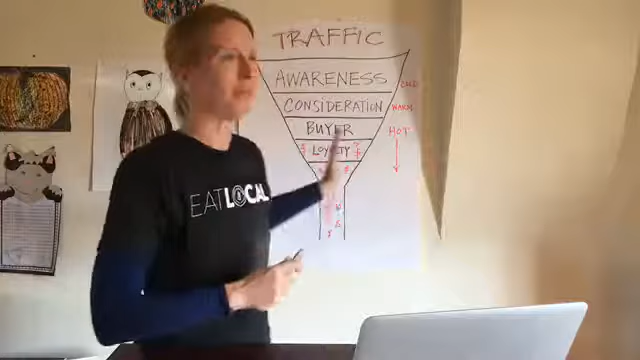 TRAFFIC
AWARENESS
COLD
CONSIDERATION
WARM
BUYER
HOT
LOYALTY
EATLOCAL